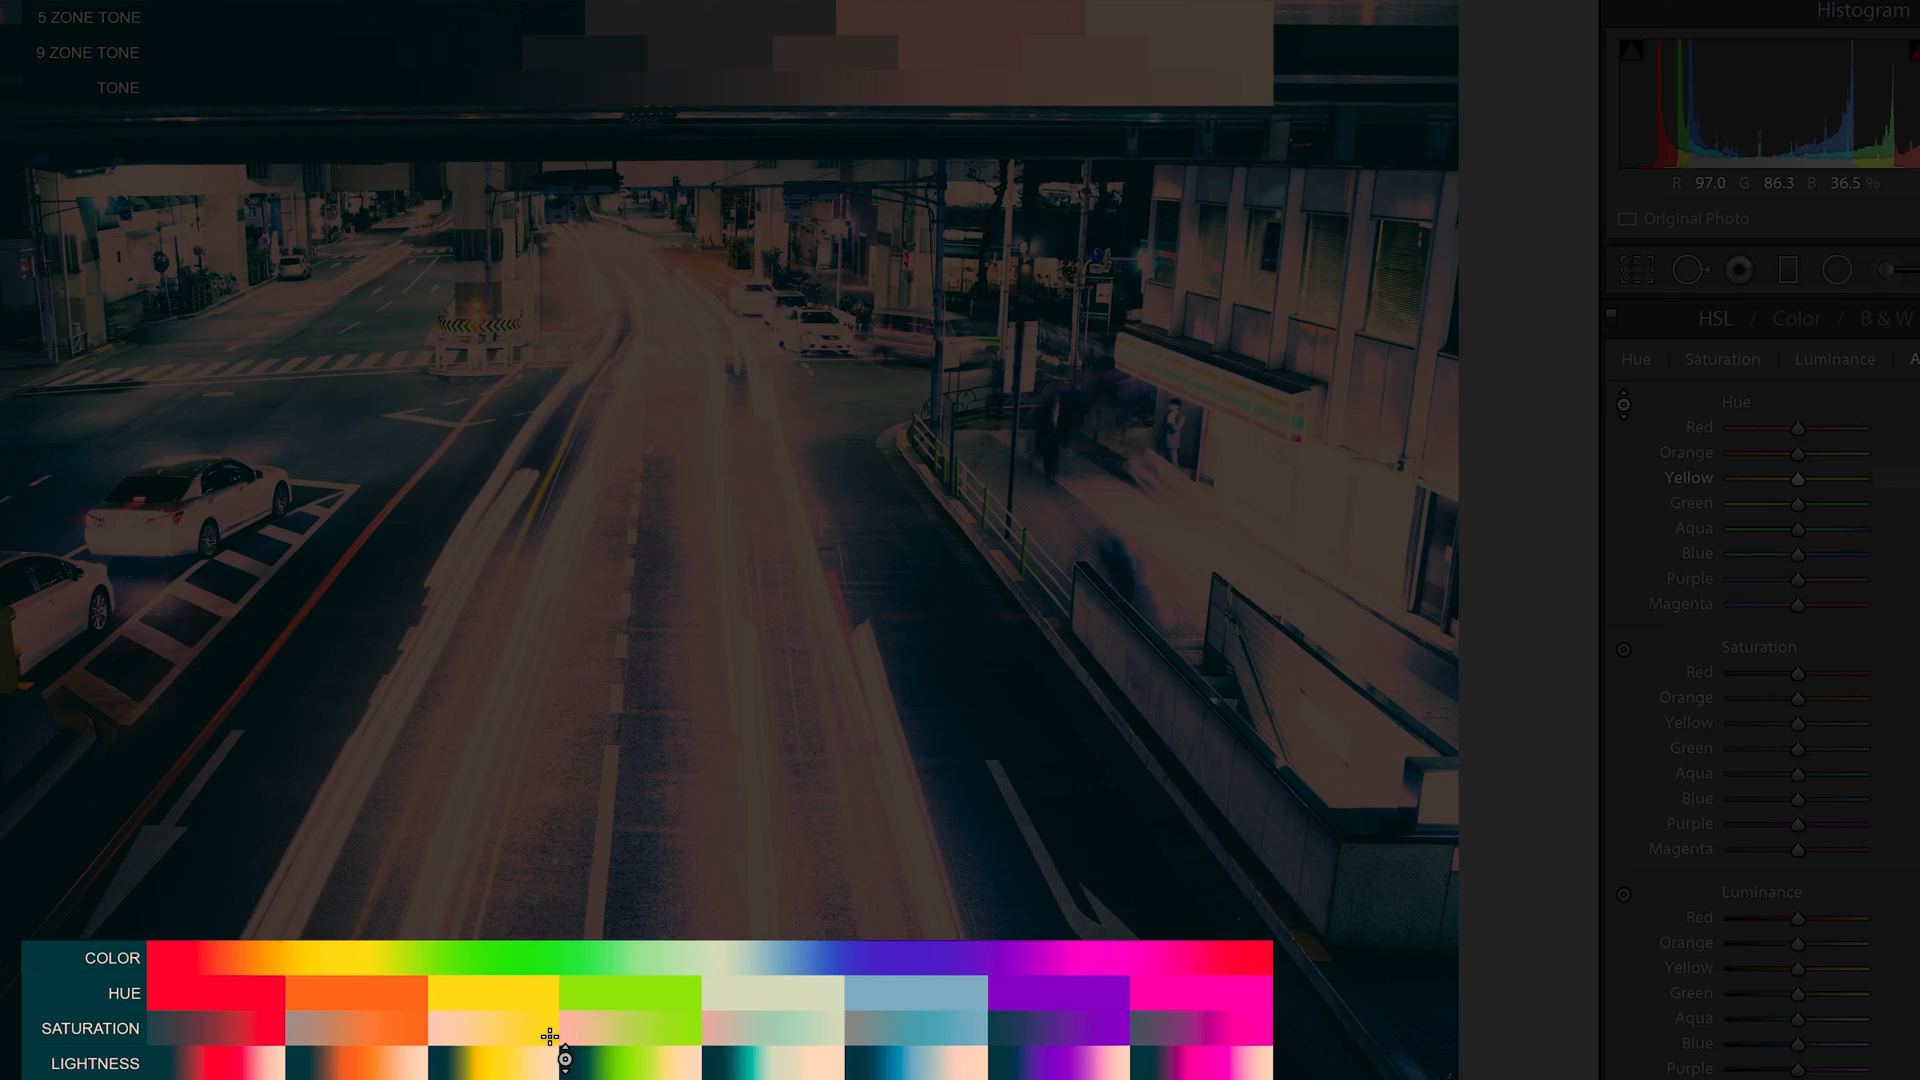 5 ZONE TONE
9 ZONE TONE
TONE
Histogram
R 97.0 G 86.3 B 36.5 %
Original Photo
HSL / Color / B & W
Hue | Saturation | Luminance | A
Hue
Red
Orange
Yellow
Green
Aqua
Blue
Purple
Magenta
Saturation
Red
Orange
Yellow
Green
Aqua
Blue
Purple
Magenta
Luminance
Red
Orange
Yellow
Green
Aqua
Blue
Purple
COLOR
HUE
SATURATION
LIGHTNESS